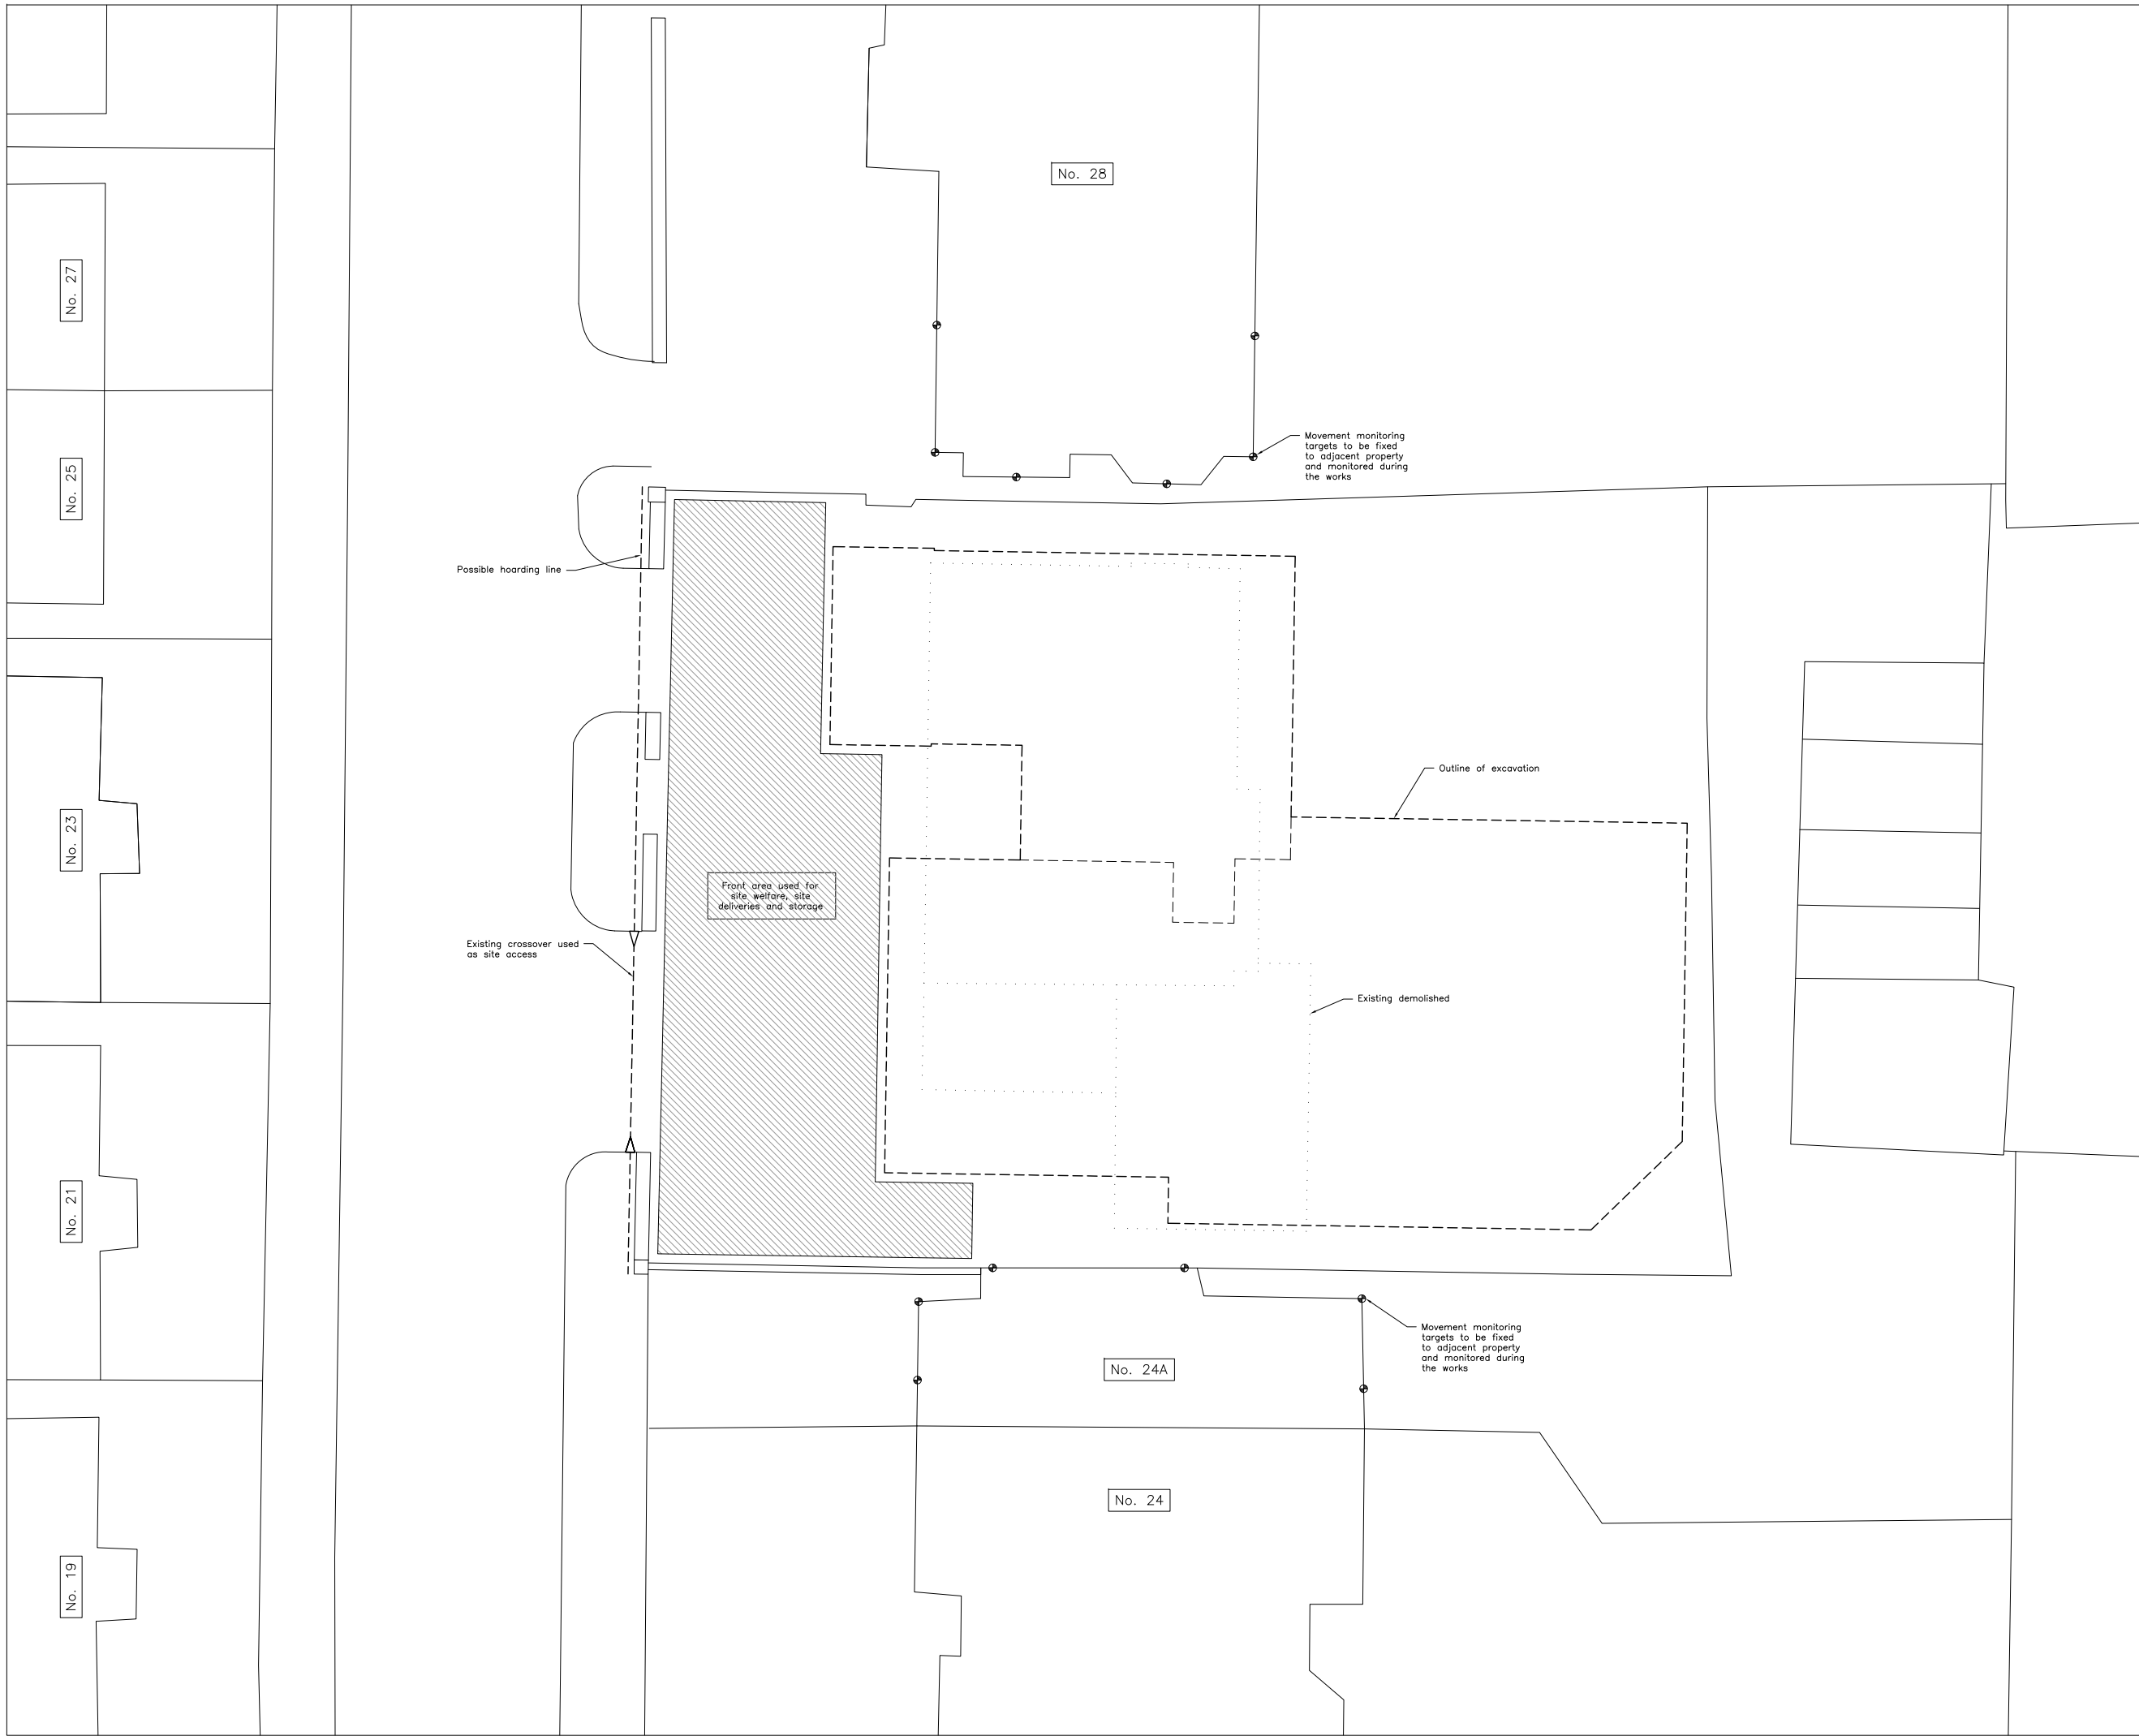 No. 28
No. 27
Movement monitoring
targets to be fixed
to adjacent property
and monitored during
the works
No. 25
Possible hoarding line
Outline of excavation
No. 23
Front area used for
site welfare, site
deliveries and storage
Existing crossover used
as site access
Existing demolished
No. 21
Movement monitoring
targets to be fixed
to adjacent property
and monitored during
the works
No. 24A
No. 24
No. 19